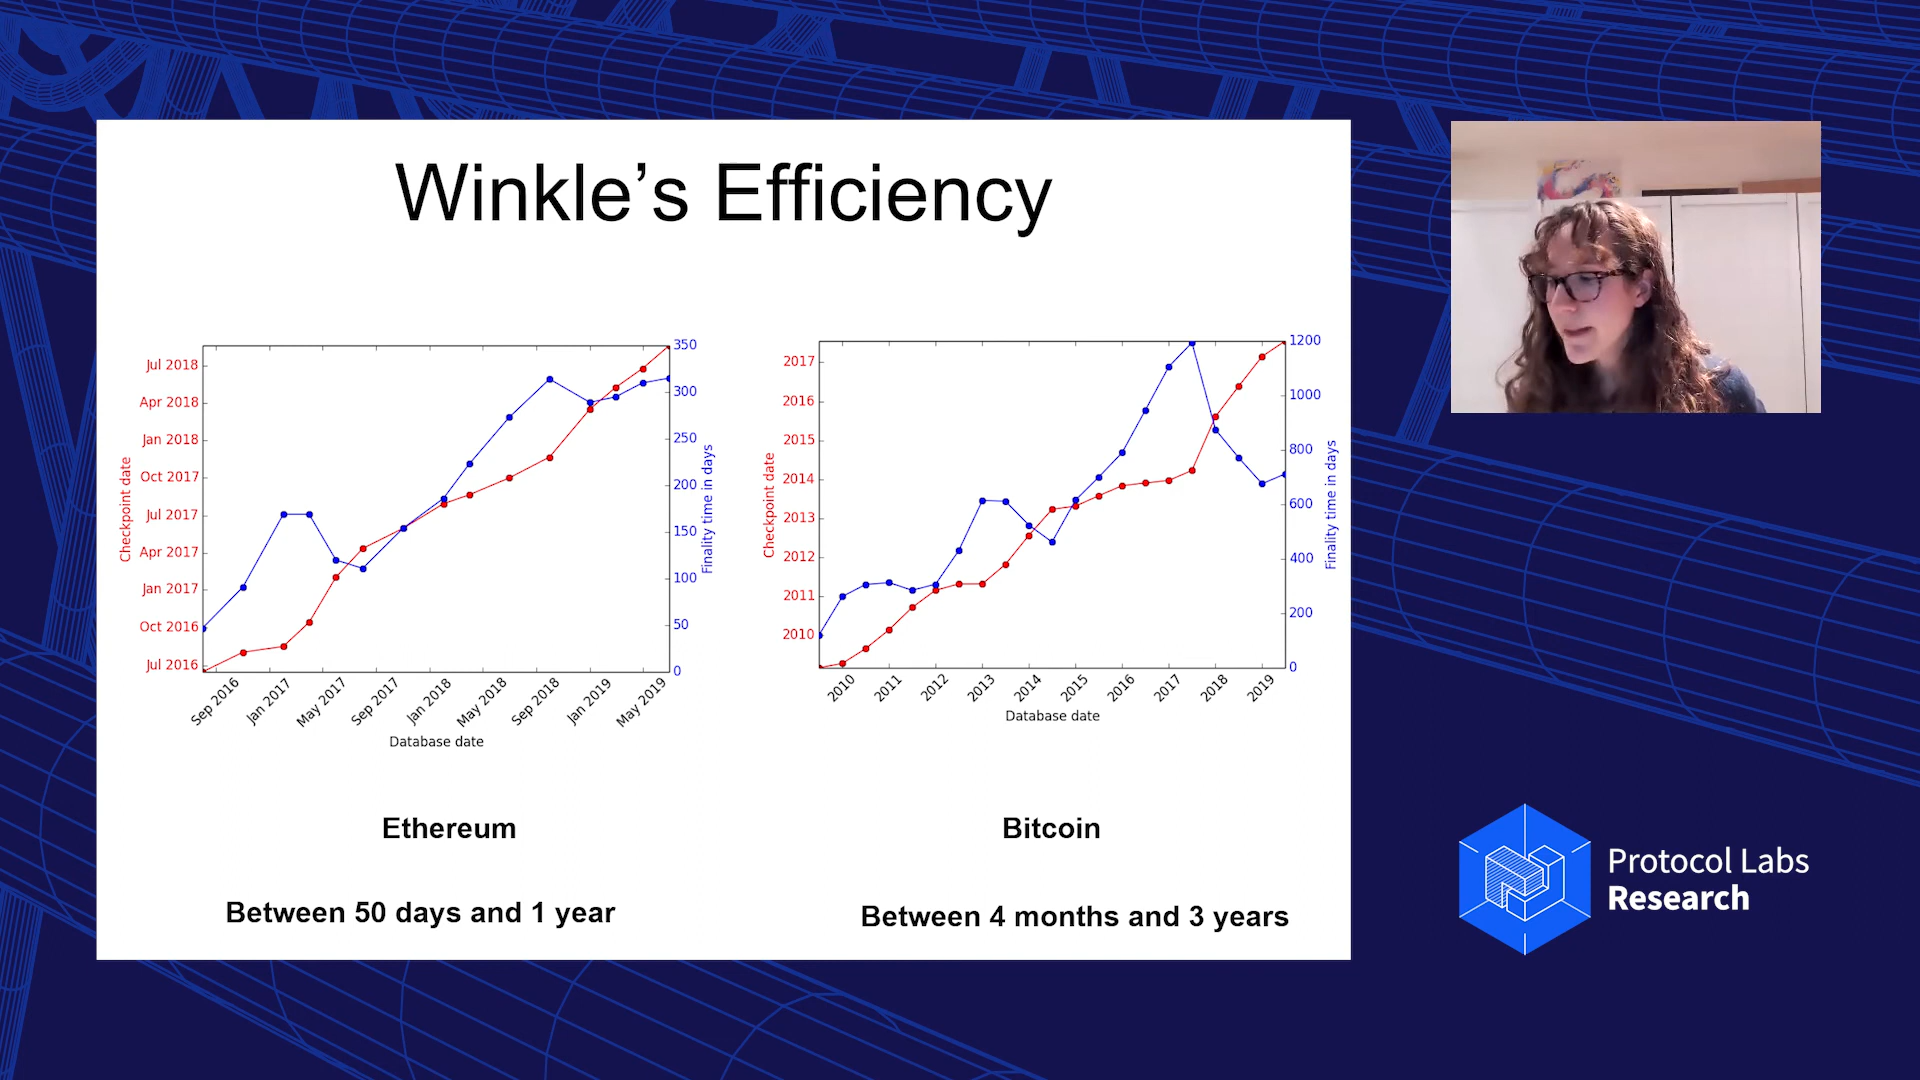 Winkle’s Efficiency
Jul 2018
Apr 2018
Jan 2018
Oct 2017
Jul 2017
Apr 2017
Jan 2017
Oct 2016
Jul 2016
Checkpoint date
350
300
250
200
150
100
50
0
Finality time in days
Sep 2016
Jan 2017
May 2017
Sep 2017
Jan 2018
May 2018
Sep 2018
Jan 2019
May 2019
Database date
Ethereum
Between 50 days and 1 year
2017
2016
2015
2014
2013
2012
2011
2010
Checkpoint date
1200
1000
800
600
400
200
0
Finality time in days
2010
2011
2012
2013
2014
2015
2016
2017
2018
2019
Database date
Bitcoin
Between 4 months and 3 years
Protocol Labs
Research